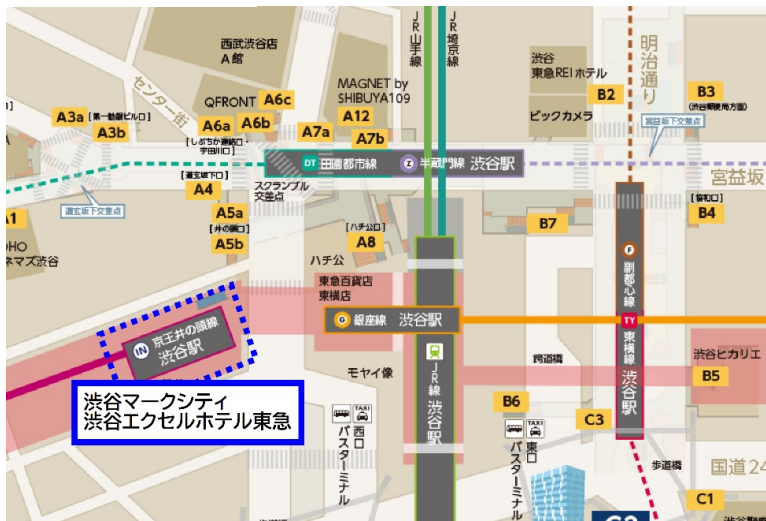 JR山手線
JR埼京線
西武渋谷店
A館
センター街
QFRONT
A6c
MAGNET by
SHIBUYA109
渋谷
東急REIホテル
ビックカメラ
明治通り
B2
B3
(渋谷郵便局方面)
宮益坂下交差点
A3a
[第一勧銀ビル口]
A3b
A6a
A6b
[しぶちか連絡口・
宇田川口]
A7a
A12
A7b
DT 田園都市線
Z 半蔵門線 渋谷駅
宮益坂
[道玄坂下口]
A4
スクランブル
交差点
道玄坂下交差点
A1
A5a
[井の頭口]
A5b
[ハチ公口]
A8
B7
[協和口]
B4
OHO
ネマズ渋谷
ハチ公
東急百貨店
東横店
G 銀座線 渋谷駅
F 副都心線
TY 東横線 渋谷駅
IN 京王井の頭線
渋谷駅
JR線 渋谷駅
モヤイ像
跨道橋
渋谷ヒカリエ
B5
渋谷マークシティ
渋谷エクセルホテル東急
TAXI
西口
バスターミナル
B6
TAXI
東口
バスターミナル
C3
歩道橋
国道24
C1